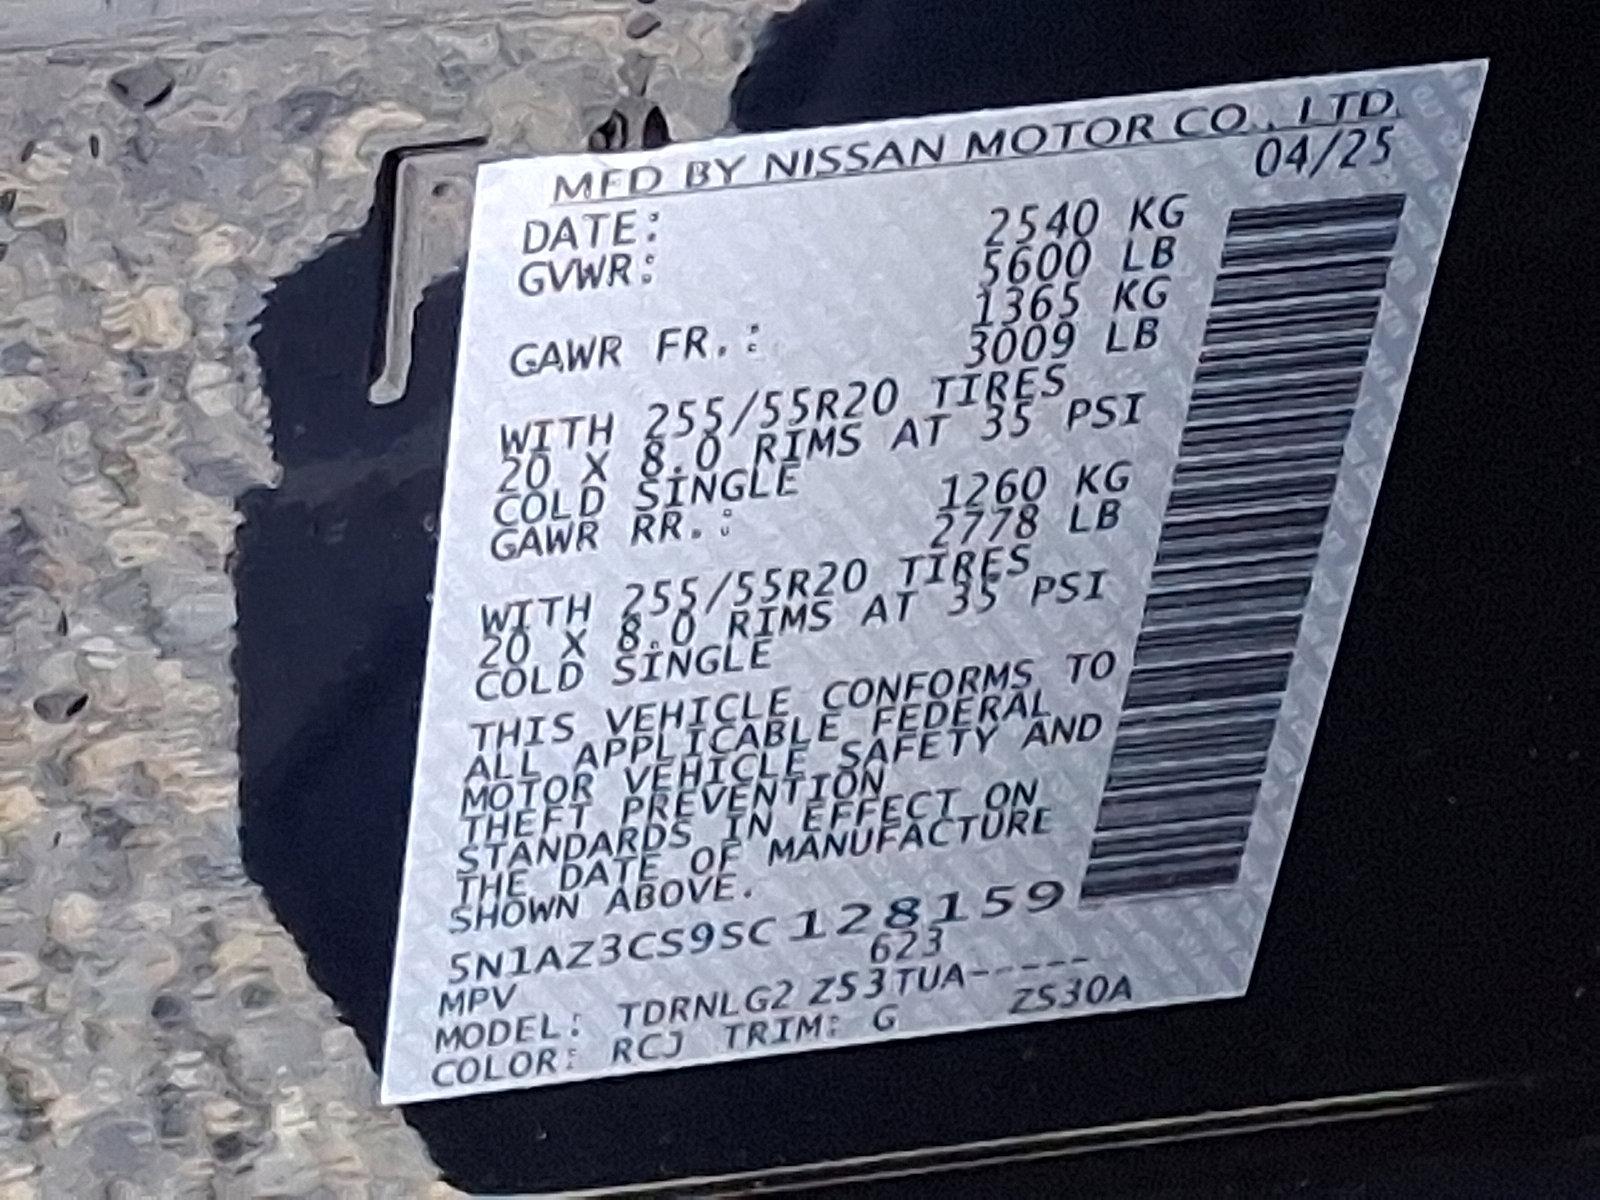 MFD BY NISSAN MOTOR CO., LTD.
DATE: 04/25
GVWR: 2540 KG
5600 LB
GAWR FR.: 1365 KG
3009 LB
WITH 255/55R20 TIRES
20 X 8.0 RIMS AT 35 PSI
COLD SINGLE
GAWR RR.: 1260 KG
2778 LB
WITH 255/55R20 TIRES
20 X 8.0 RIMS AT 35 PSI
COLD SINGLE
THIS VEHICLE CONFORMS TO
ALL APPLICABLE FEDERAL
MOTOR VEHICLE SAFETY AND
THEFT PREVENTION
STANDARDS IN EFFECT ON
THE DATE OF MANUFACTURE
SHOWN ABOVE.
5N1AZ3CS9SC128159
MPV 623
MODEL: TDRNLG2 ZS3TUA-----
COLOR: RCJ TRIM: G ZS30A